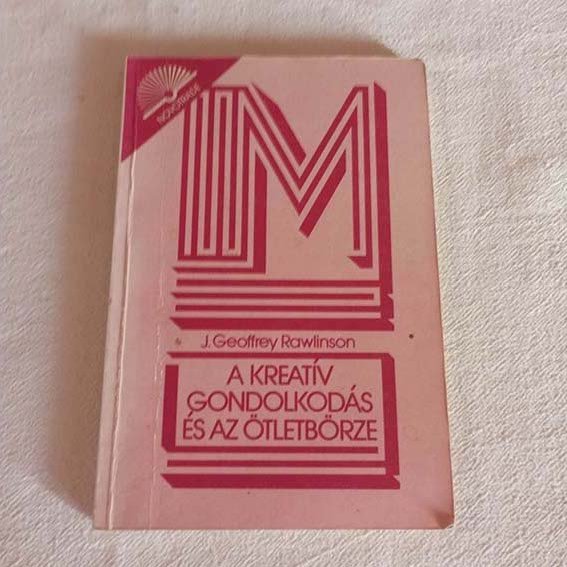 M
J. Geoffrey Rawlinson
A KREATÍV
GONDOLKODÁS
ÉS AZ ÖTLETBÖRZE